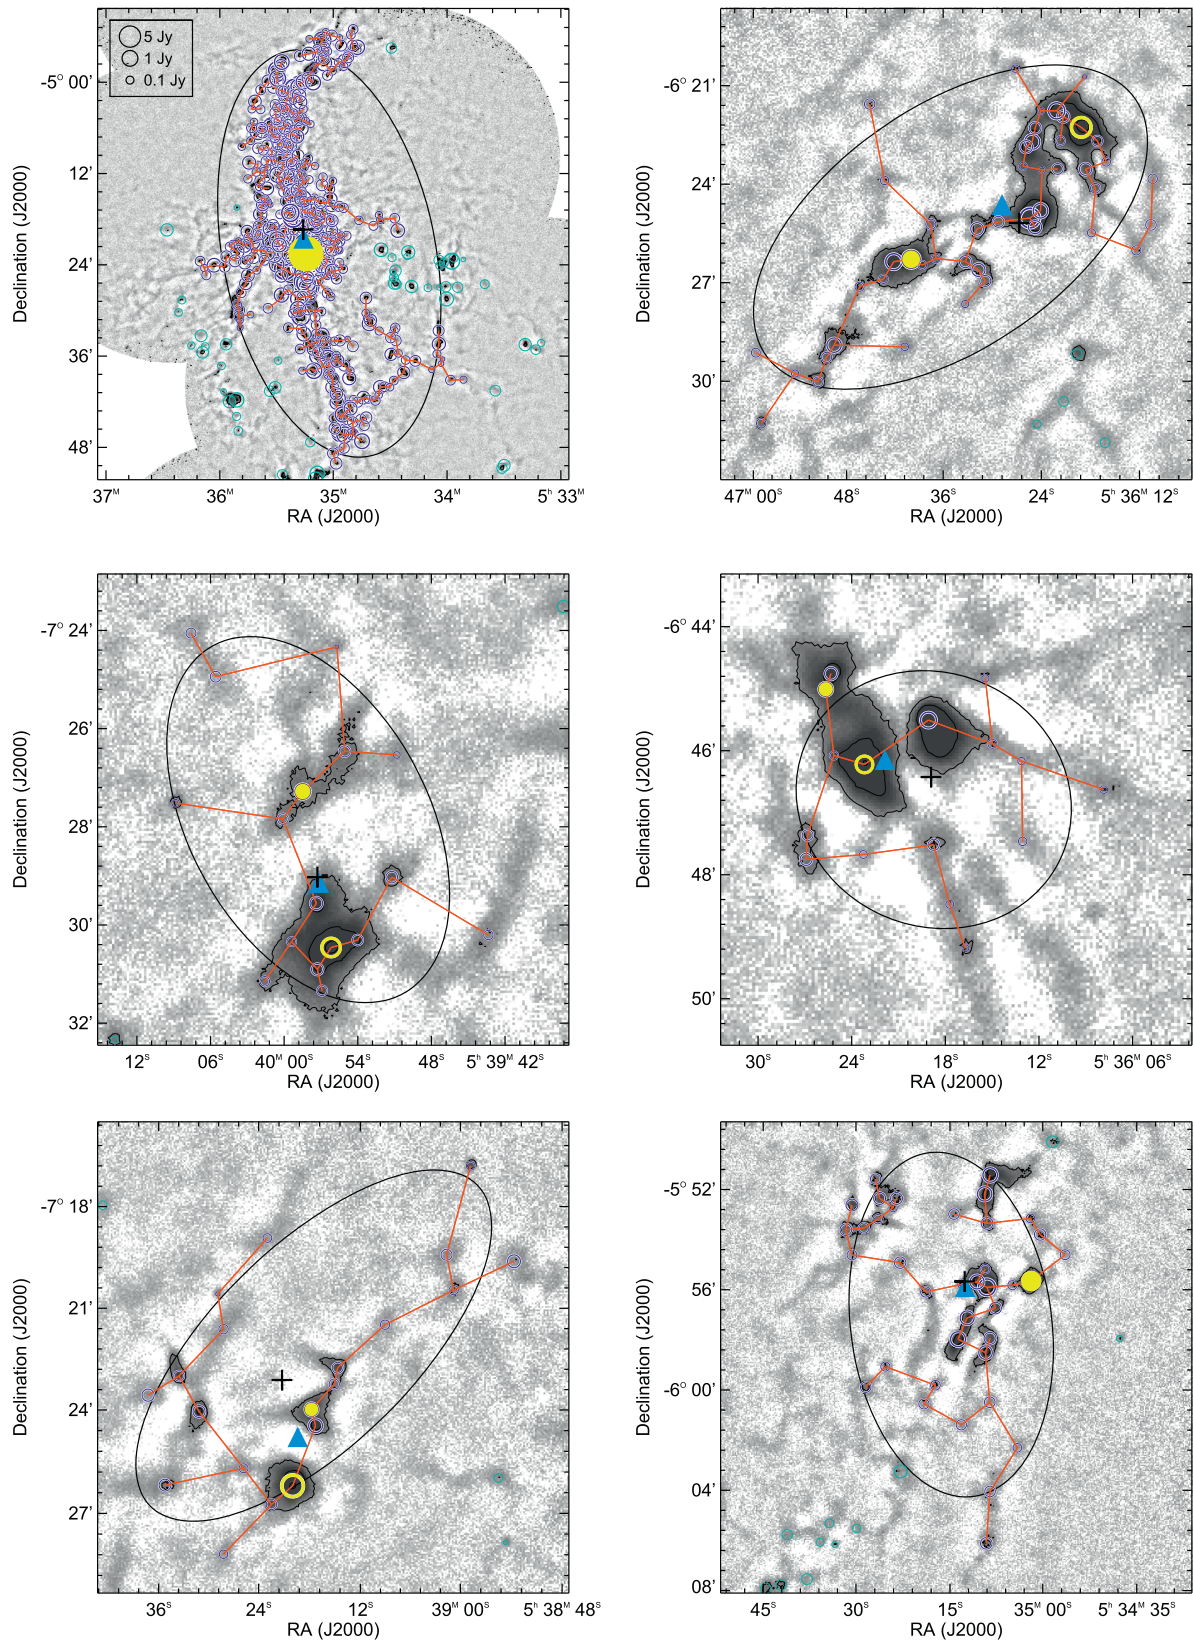 5 Jy
1 Jy
0.1 Jy
-5° 00'
12'
24'
36'
48'
Declination (J2000)
37ᴹ 36ᴹ 35ᴹ 34ᴹ 5ʰ 33ᴹ
RA (J2000)
-6° 21'
24'
27'
30'
Declination (J2000)
47ᴹ 00ˢ 48ˢ 36ˢ 24ˢ 5ʰ 36ᴹ 12ˢ
RA (J2000)
-7° 24'
26'
28'
30'
32'
Declination (J2000)
12ˢ 06ˢ 40ᴹ 00ˢ 54ˢ 48ˢ 5ʰ 39ᴹ 42ˢ
RA (J2000)
-6° 44'
46'
48'
50'
Declination (J2000)
30ˢ 24ˢ 18ˢ 12ˢ 5ʰ 36ᴹ 06ˢ
RA (J2000)
-7° 18'
21'
24'
27'
Declination (J2000)
36ˢ 24ˢ 12ˢ 39ᴹ 00ˢ 5ʰ 38ᴹ 48ˢ
RA (J2000)
-5° 52'
56'
-6° 00'
04'
08'
Declination (J2000)
45ˢ 30ˢ 15ˢ 35ᴹ 00ˢ 5ʰ 34ᴹ 35ˢ
RA (J2000)